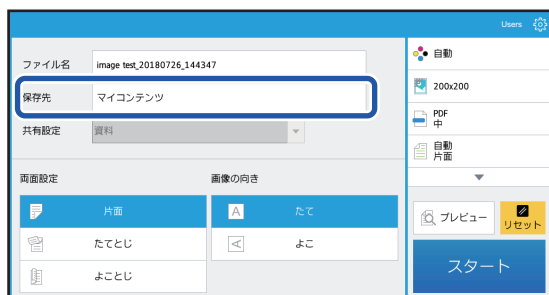 Users
ファイル名 image test_20180726_144347
保存先 マイコンテンツ
共有設定 資料
両面設定 画像の向き
片面 A たて
たてとじ A よこ
よことじ
自動
200x200
PDF
中
自動
片面
プレビュー リセット
スタート